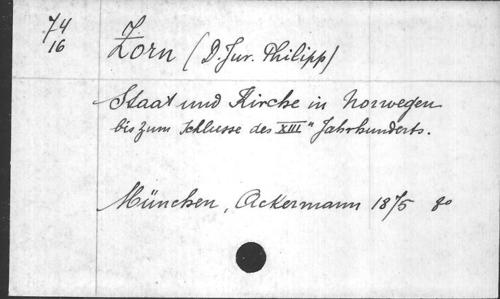 74
16
Zorn (D. Jur. Philipp)
Staat und Kirche in Norwegen
bis zum Schlusse des XIII" Jahrhunderts.
München, Ackermann 1875 8º